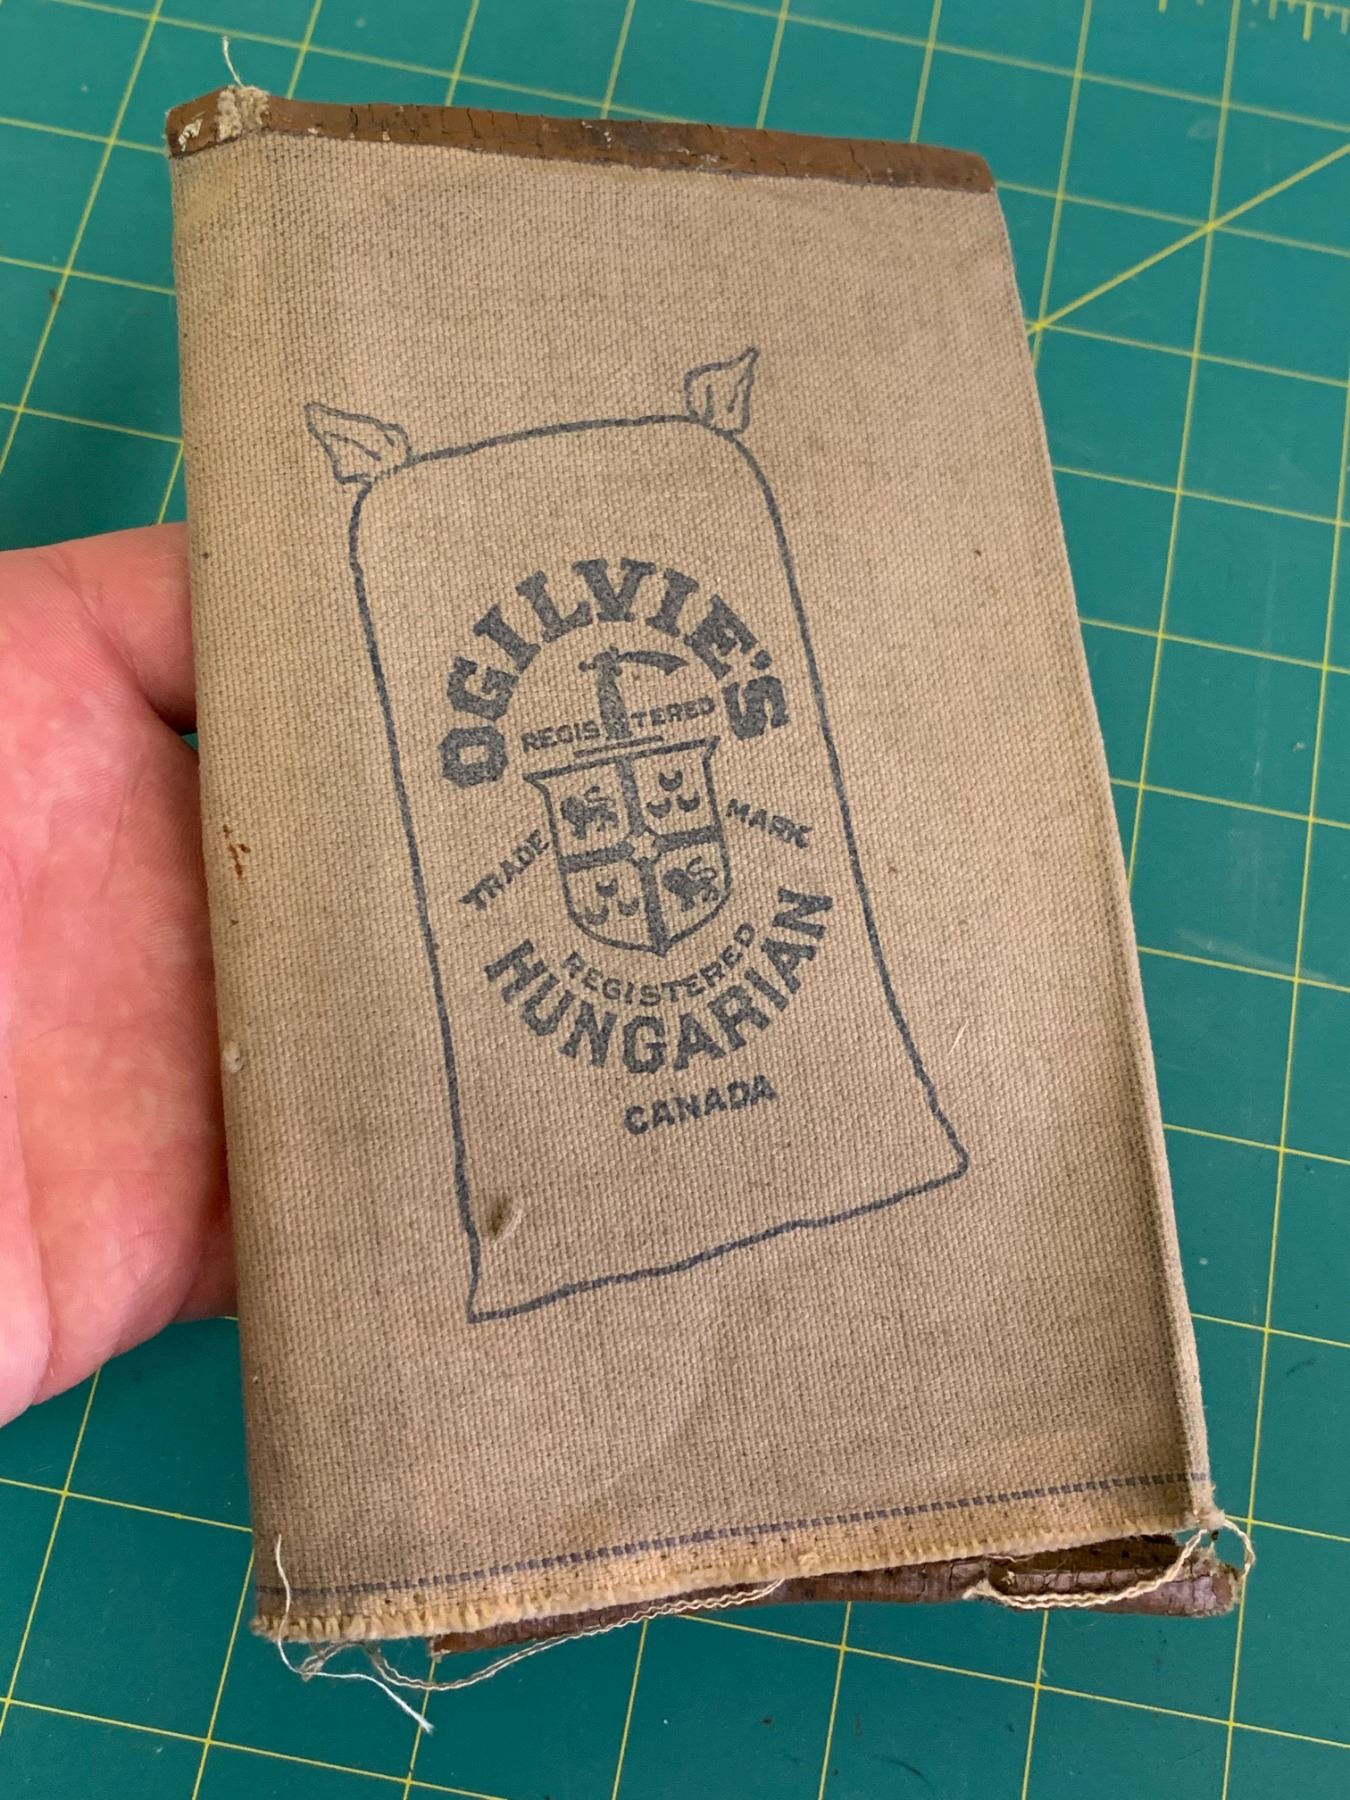 OGILVIE'S
REGISTERED
TRADE MARK
REGISTERED
HUNGARIAN
CANADA